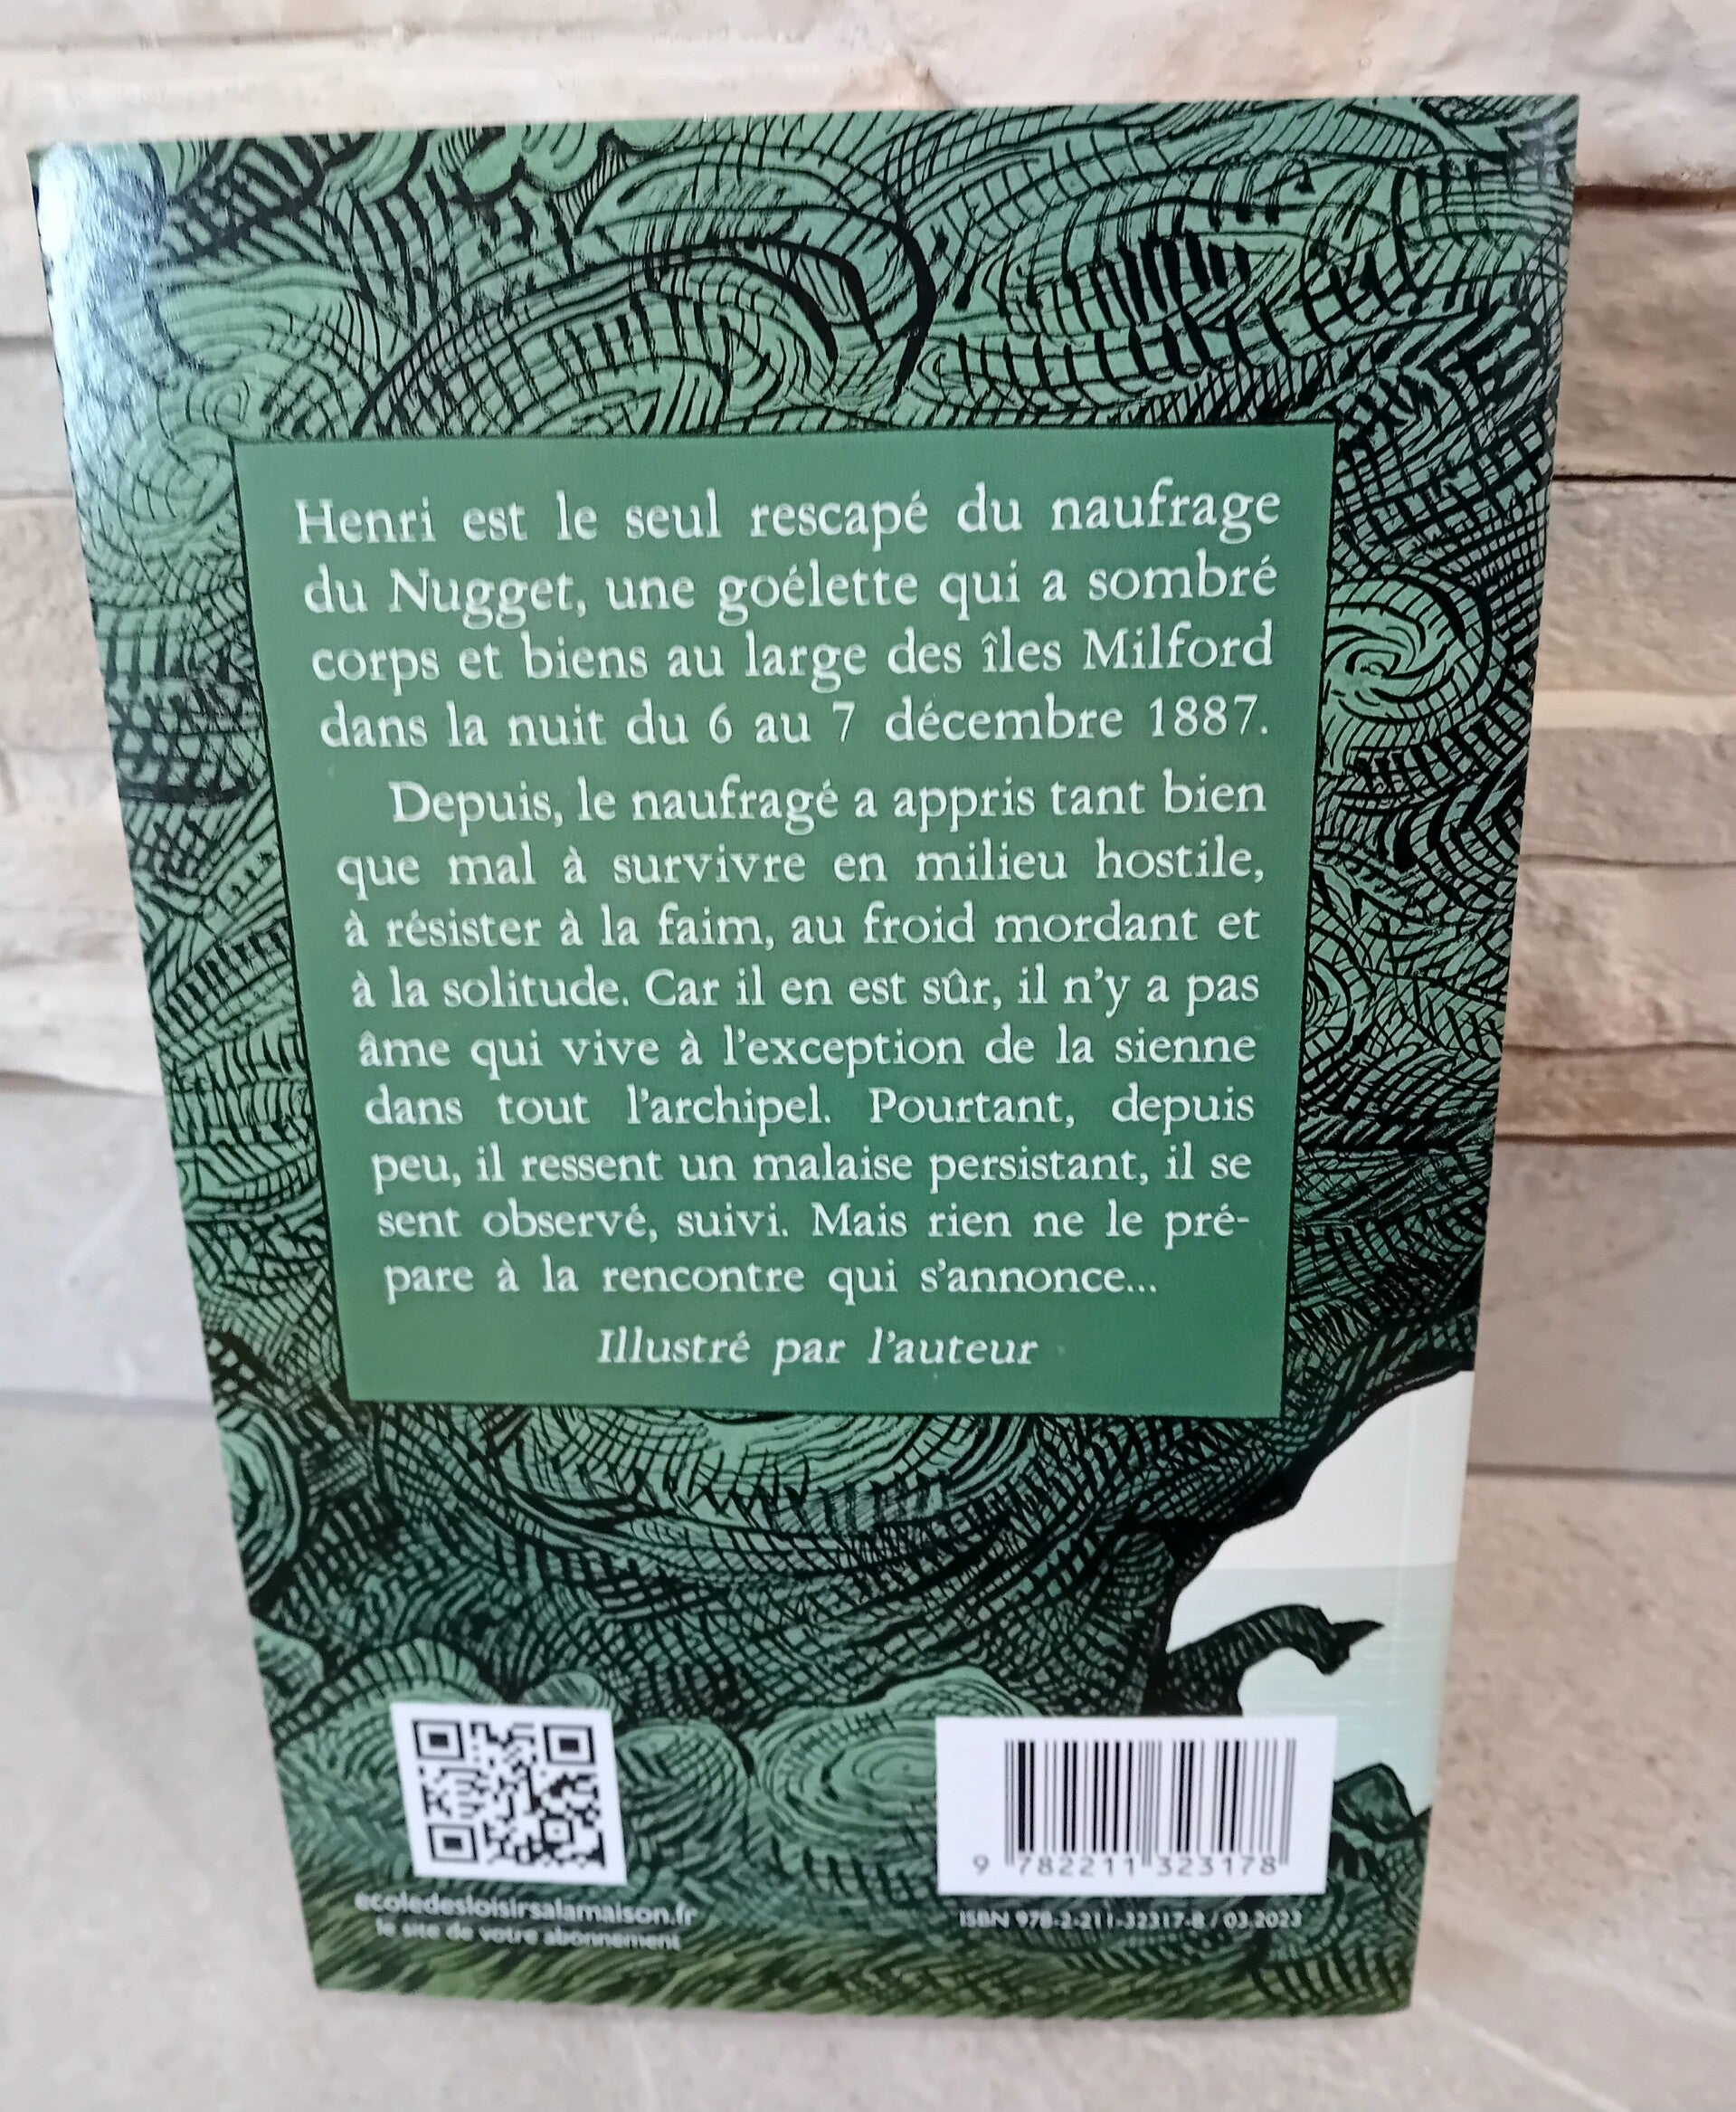 Henri est le seul rescapé du naufrage
du Nugget, une goélette qui a sombré
corps et biens au large des îles Milford
dans la nuit du 6 au 7 décembre 1887.
Depuis, le naufragé a appris tant bien
que mal à survivre en milieu hostile,
à résister à la faim, au froid mordant et
à la solitude. Car il en est sûr, il n'y a pas
âme qui vive à l'exception de la sienne
dans tout l'archipel. Pourtant, depuis
peu, il ressent un malaise persistant, il se
sent observé, suivi. Mais rien ne le pré-
pare à la rencontre qui s'annonce...
Illustré par l'auteur
9 782211 323178
ecoledesloisirsalamaison.fr
le site de votre abonnement
ISBN 978-2-211-32317-8 / 03.2023